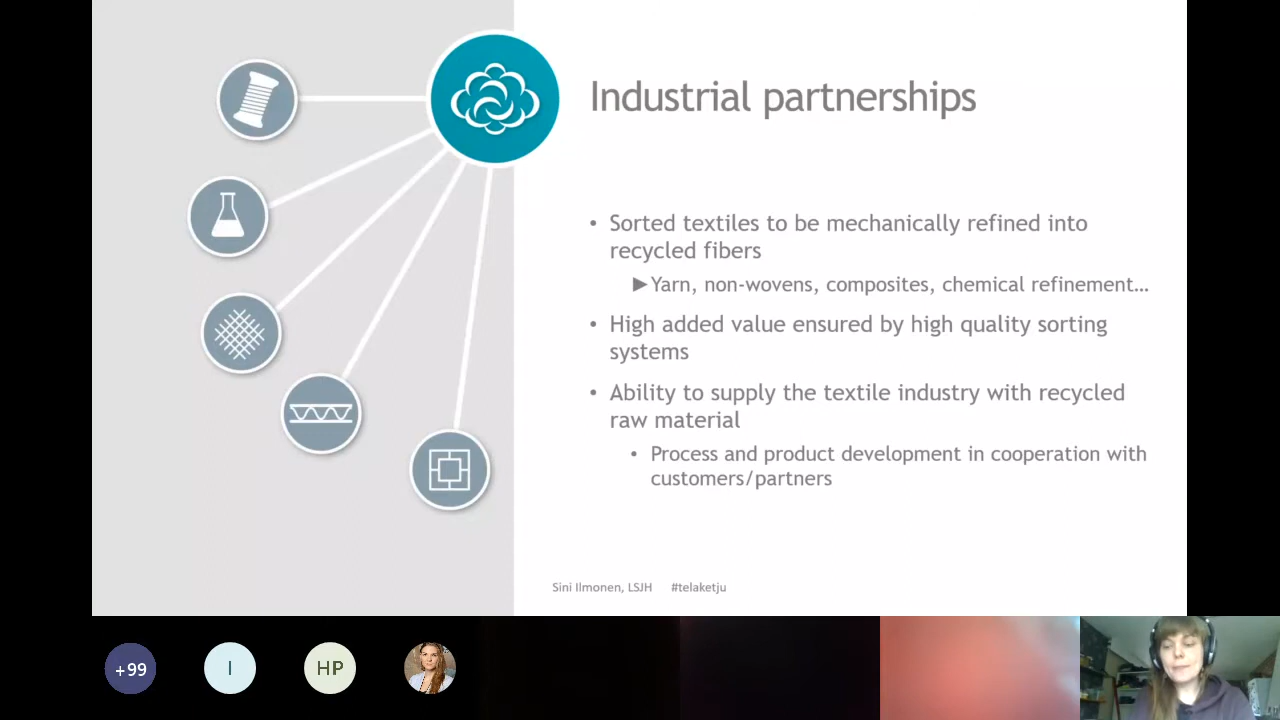 Industrial partnerships
• Sorted textiles to be mechanically refined into
recycled fibers
►Yarn, non-wovens, composites, chemical refinement…
• High added value ensured by high quality sorting
systems
• Ability to supply the textile industry with recycled
raw material
• Process and product development in cooperation with
customers/partners
Sini Ilmonen, LSJH #telaketju
+99
I
HP